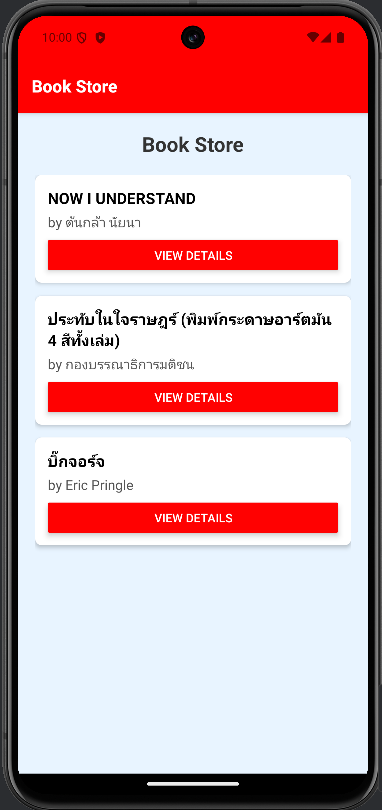 10:00
Book Store
Book Store
NOW I UNDERSTAND
by ต้นกล้า นัยนา
VIEW DETAILS
ประทับในใจราษฎร์ (พิมพ์กระดาษอาร์ตมัน
4 สีทั้งเล่ม)
by กองบรรณาธิการมติชน
VIEW DETAILS
บิ๊กจอร์จ
by Eric Pringle
VIEW DETAILS